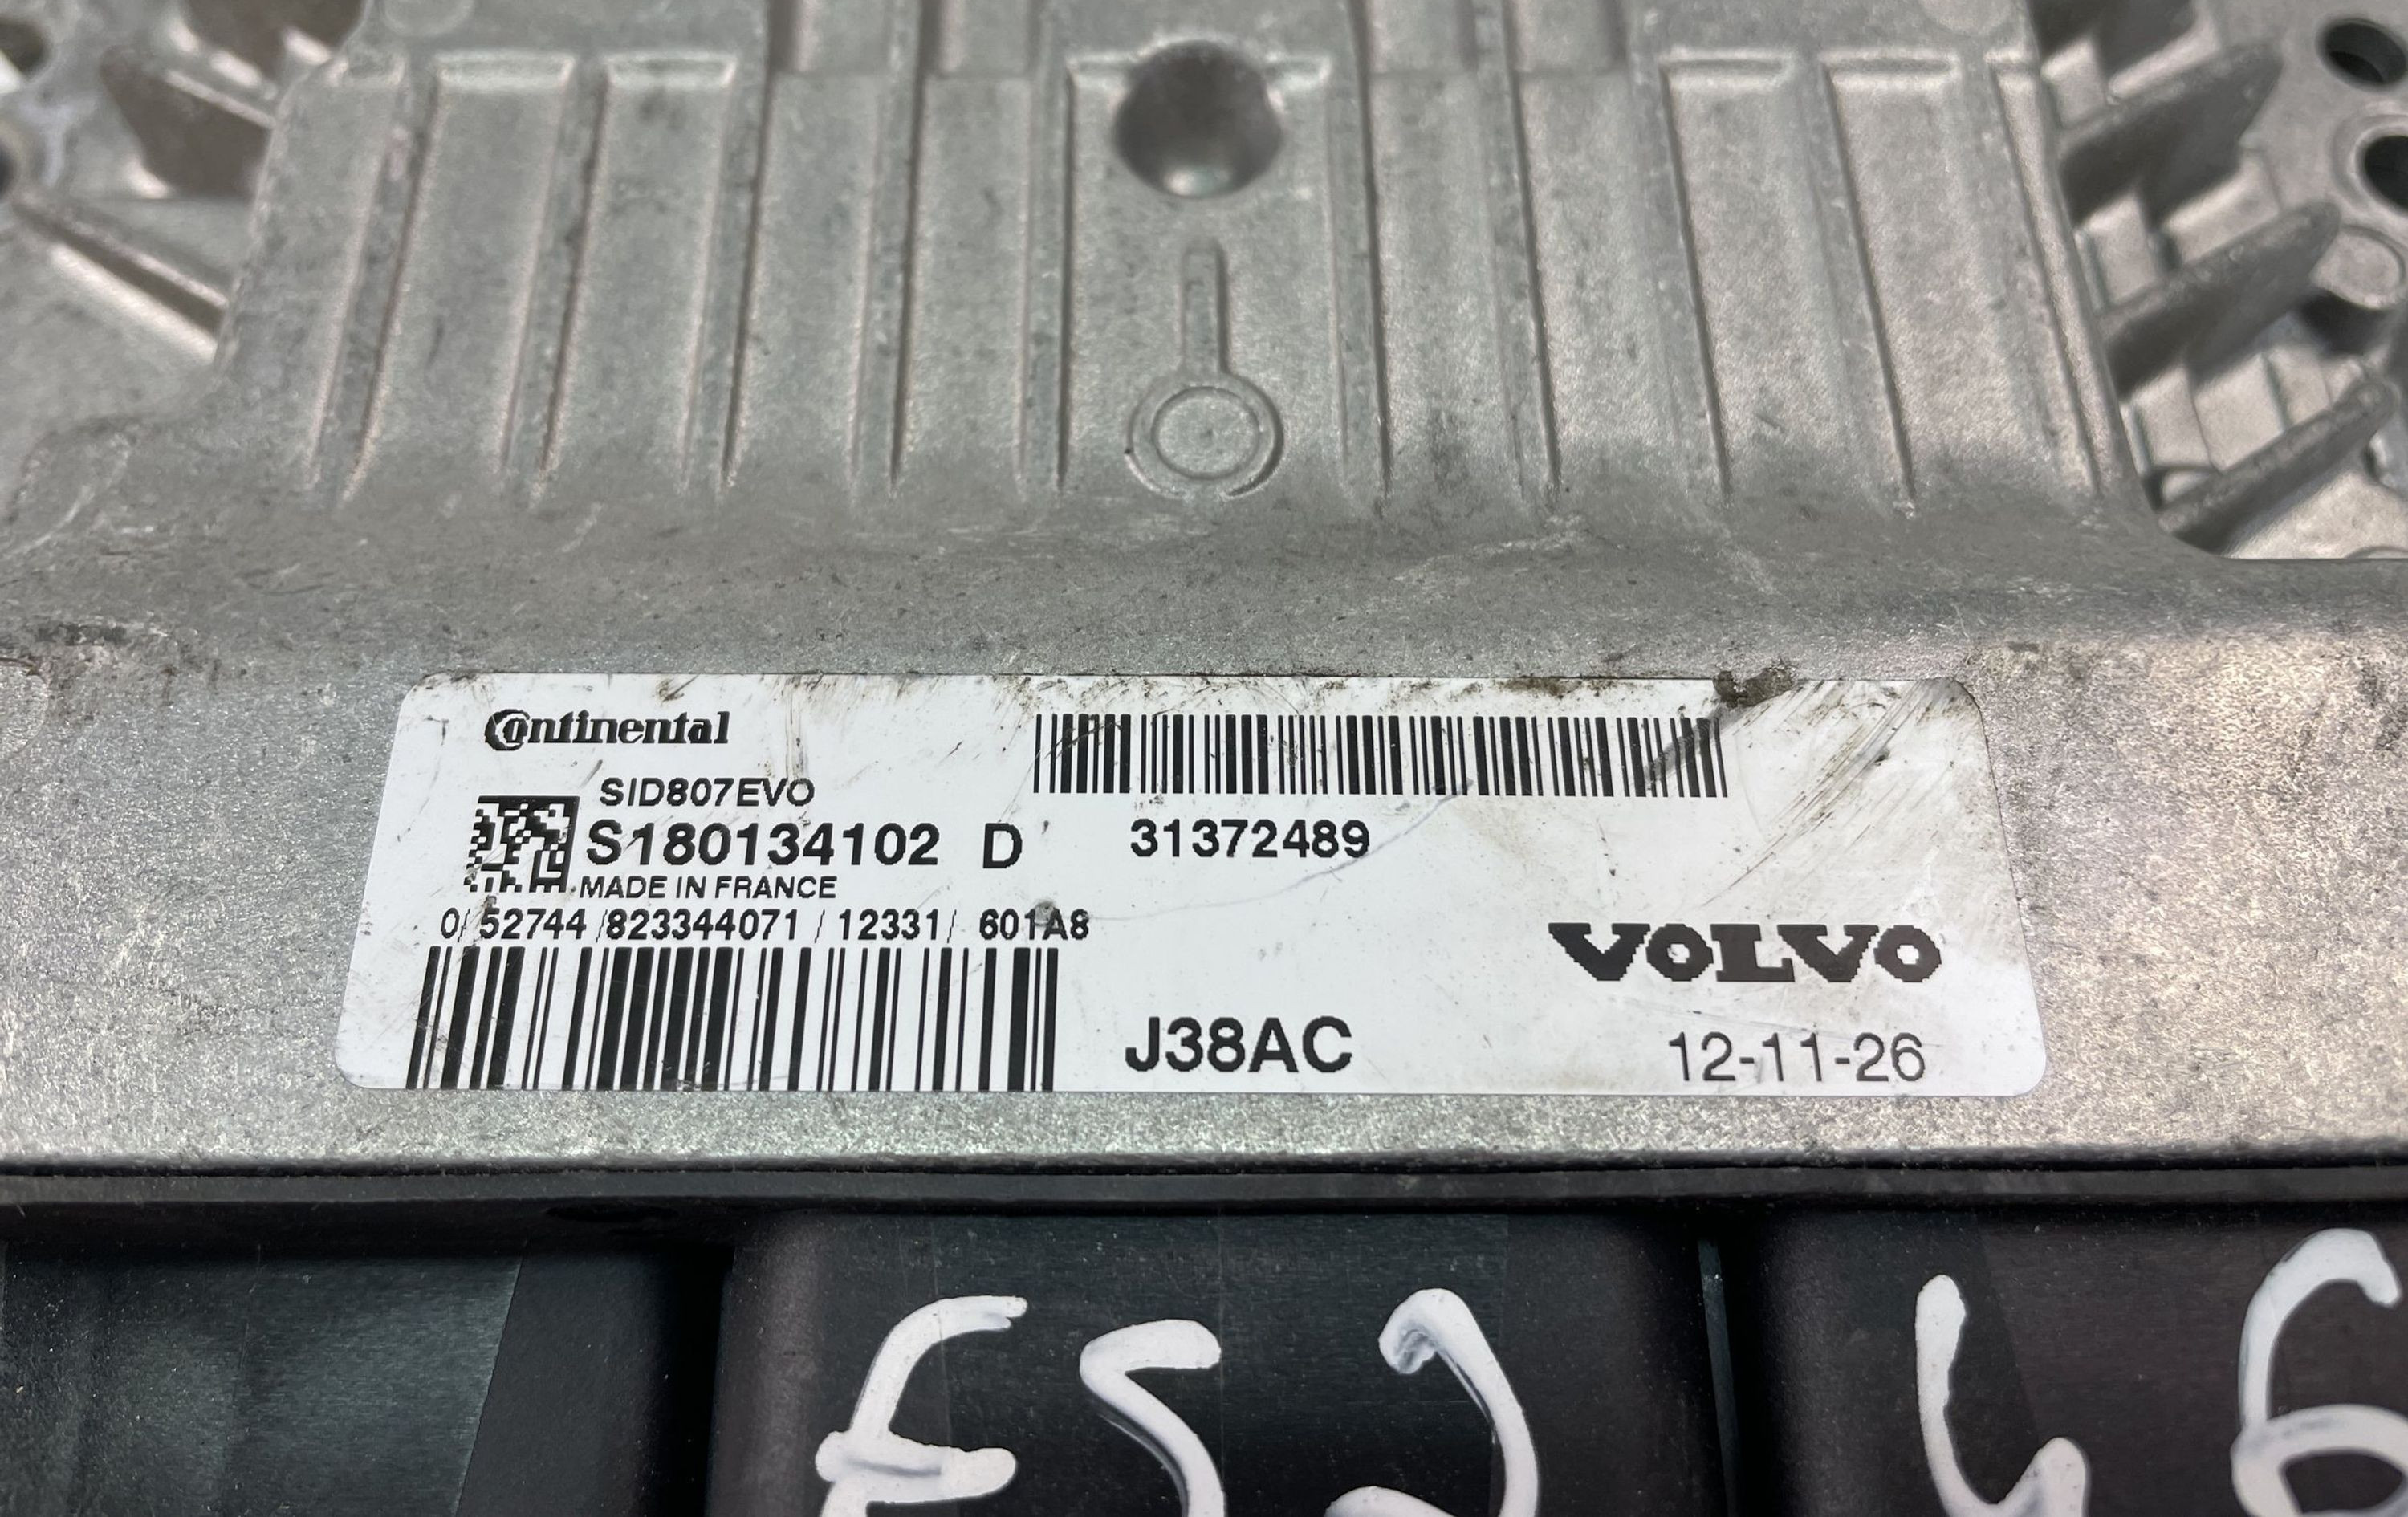 Continental
SID807EVO
S180134102 D
MADE IN FRANCE
0/ 52744 /823344071 / 12331/ 601A8
31372489
VOLVO
J38AC
12-11-26